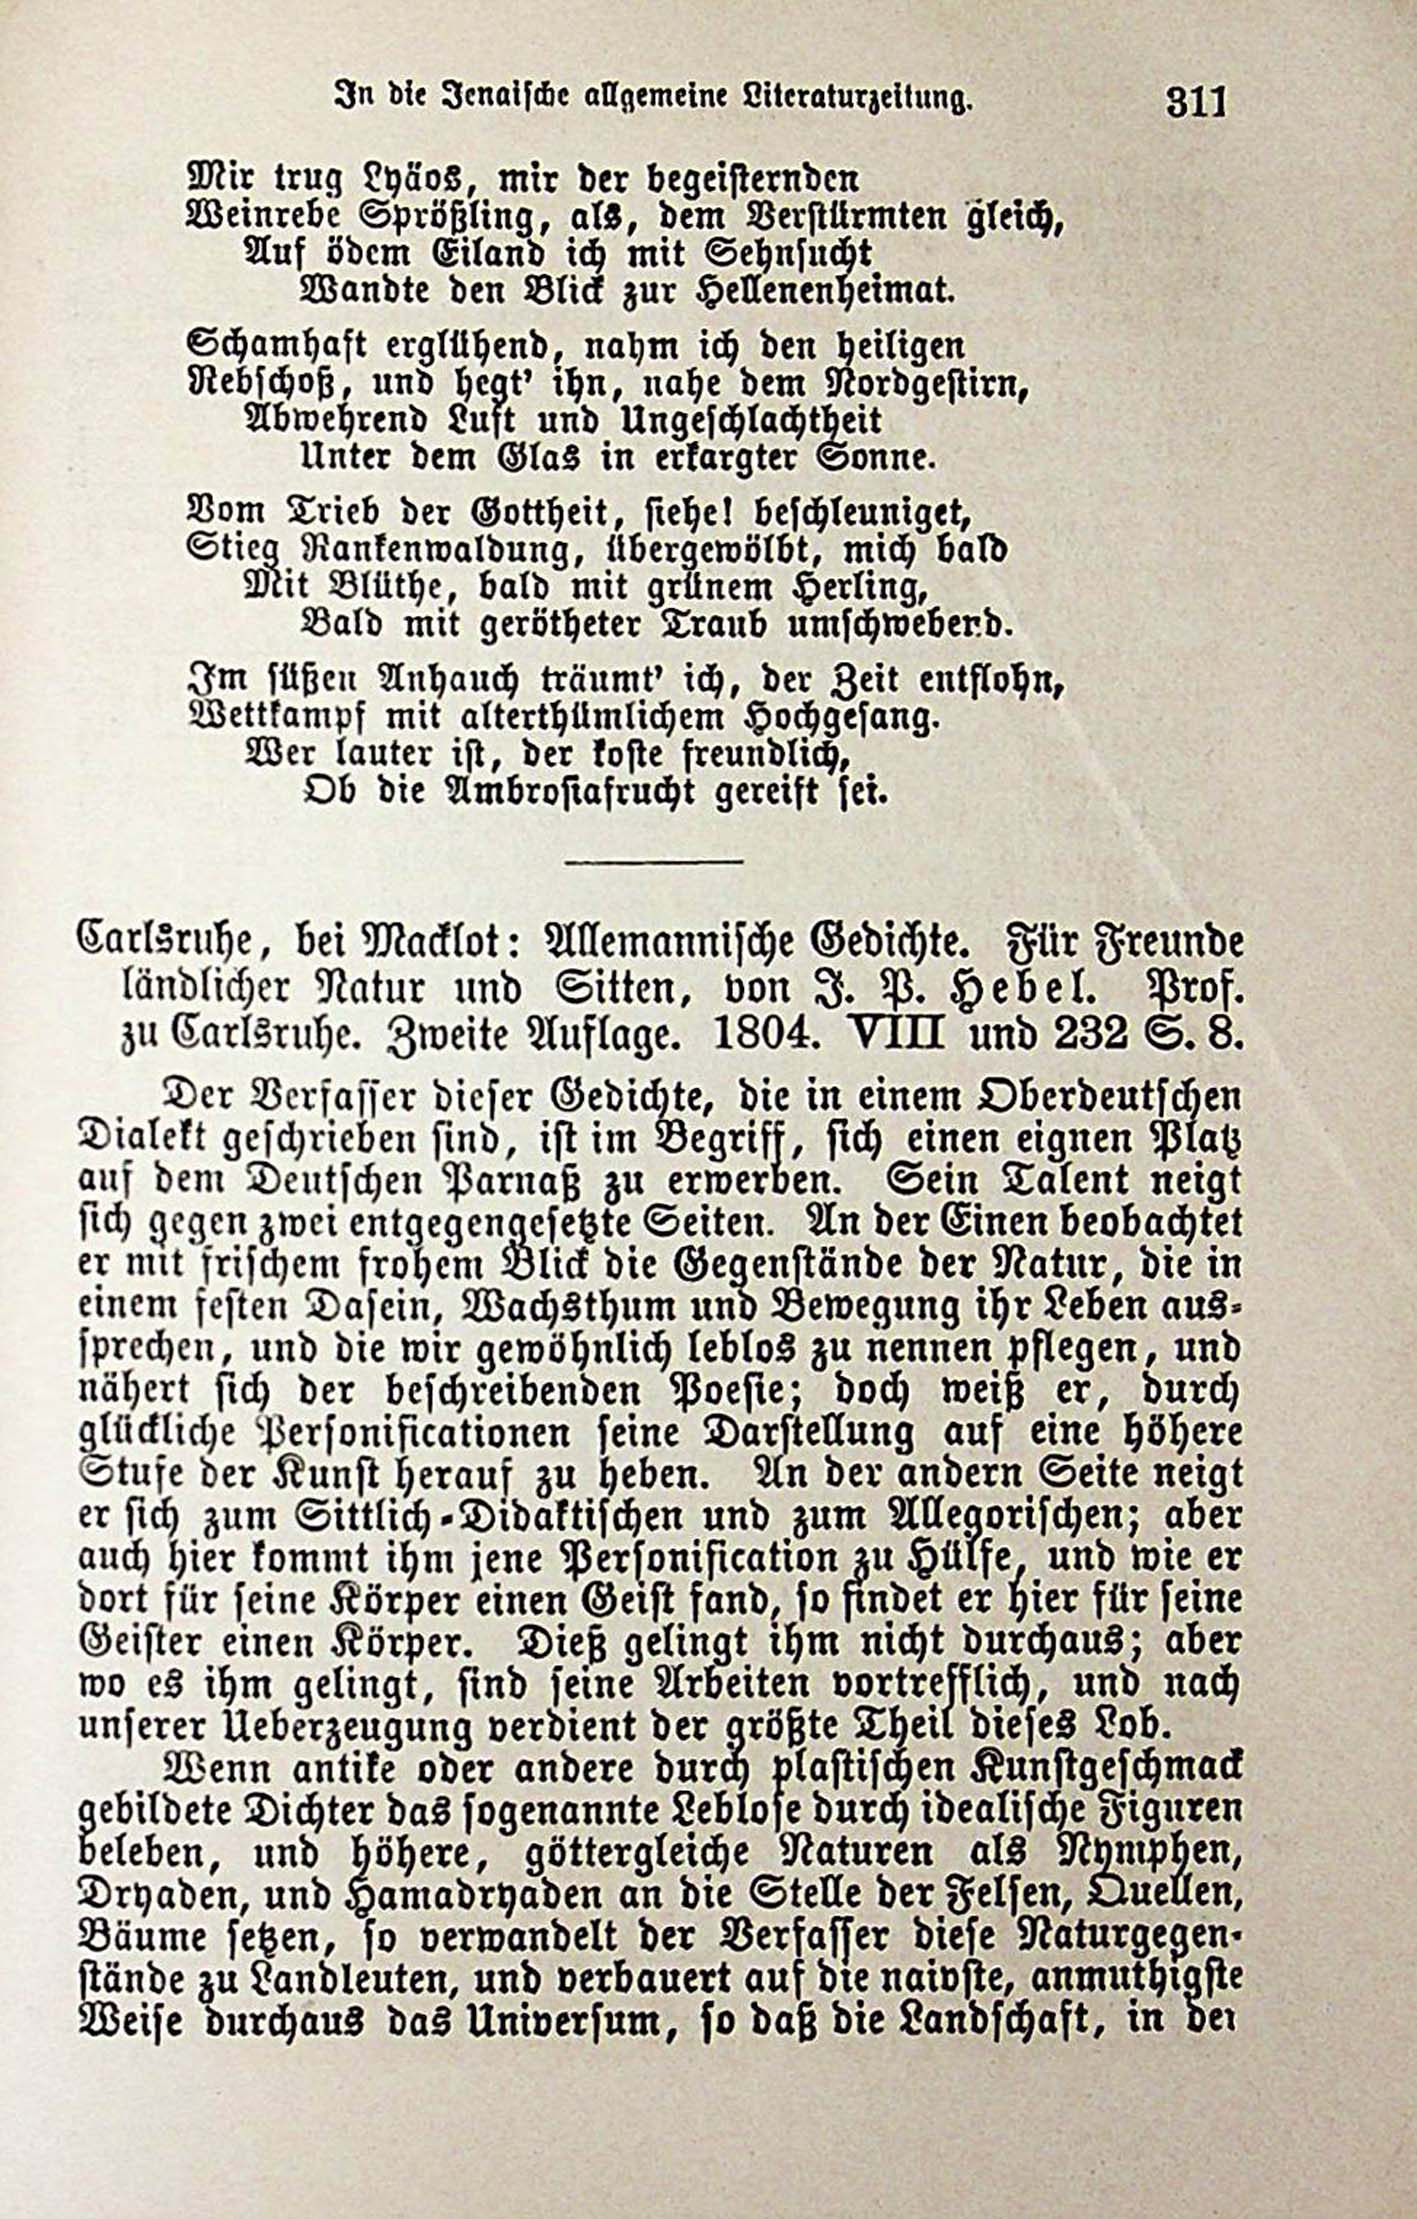 In die Jenaische allgemeine Literaturzeitung. 311
Mir trug Lyäos, mir der begeisternden
Weinrebe Sprößling, als, dem Verstürmten gleich,
Auf ödem Eiland ich mit Sehnsucht
Wandte den Blick zur Hellenenheimat.
Schamhaft erglühend, nahm ich den heiligen
Rebschoß, und hegt' ihn, nahe dem Nordgestirn,
Abwehrend Luft und Ungeschlachtheit
Unter dem Glas in erkargter Sonne.
Vom Trieb der Gottheit, siehe! beschleuniget,
Stieg Rankenwaldung, übergewölbt, mich bald
Mit Blüthe, bald mit grünem Herling,
Bald mit gerötheter Traub umschwebend.
Im süßen Anhauch träumt' ich, der Zeit entflohn,
Wettkampf mit alterthümlichem Hochgesang.
Wer lauter ist, der koste freundlich,
Ob die Ambrosiafrucht gereift sei.
Carlsruhe, bei Macklot: Allemannische Gedichte. Für Freunde
ländlicher Natur und Sitten, von J. P. Hebel. Prof.
zu Carlsruhe. Zweite Auflage. 1804. VIII und 232 S. 8.
Der Verfasser dieser Gedichte, die in einem Oberdeutschen
Dialekt geschrieben sind, ist im Begriff, sich einen eignen Platz
auf dem Deutschen Parnaß zu erwerben. Sein Talent neigt
sich gegen zwei entgegengesetzte Seiten. An der Einen beobachtet
er mit frischem frohem Blick die Gegenstände der Natur, die in
einem festen Dasein, Wachsthum und Bewegung ihr Leben aus-
sprechen, und die wir gewöhnlich leblos zu nennen pflegen, und
nähert sich der beschreibenden Poesie; doch weiß er, durch
glückliche Personificationen seine Darstellung auf eine höhere
Stufe der Kunst herauf zu heben. An der andern Seite neigt
er sich zum Sittlich-Didaktischen und zum Allegorischen; aber
auch hier kommt ihm jene Personification zu Hülfe, und wie er
dort für seine Körper einen Geist fand, so findet er hier für seine
Geister einen Körper. Dieß gelingt ihm nicht durchaus; aber
wo es ihm gelingt, sind seine Arbeiten vortrefflich, und nach
unserer Ueberzeugung verdient der größte Theil dieses Lob.
Wenn antike oder andere durch plastischen Kunstgeschmack
gebildete Dichter das sogenannte Leblose durch idealische Figuren
beleben, und höhere, göttergleiche Naturen als Nymphen,
Dryaden, und Hamadryaden an die Stelle der Felsen, Quellen,
Bäume setzen, so verwandelt der Verfasser diese Naturgegen-
stände zu Landleuten, und verbauert auf die naivste, anmuthigste
Weise durchaus das Universum, so daß die Landschaft, in der